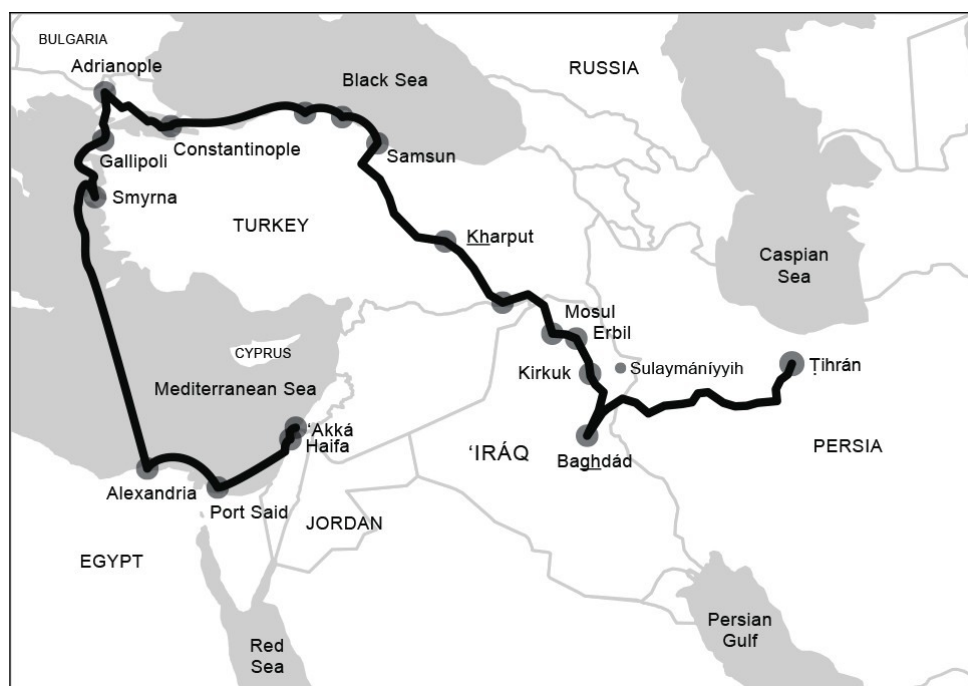 BULGARIA
Adrianople
Black Sea
RUSSIA
Constantinople
Gallipoli
Samsun
Smyrna
TURKEY
Kharput
Caspian
Sea
Mosul
Erbil
CYPRUS
Kirkuk
Sulaymáníyyih
Ṭihrán
Mediterranean Sea
‘Akká
Haifa
‘IRÁQ
Baghdád
PERSIA
Alexandria
Port Said
JORDAN
EGYPT
Persian
Gulf
Red
Sea